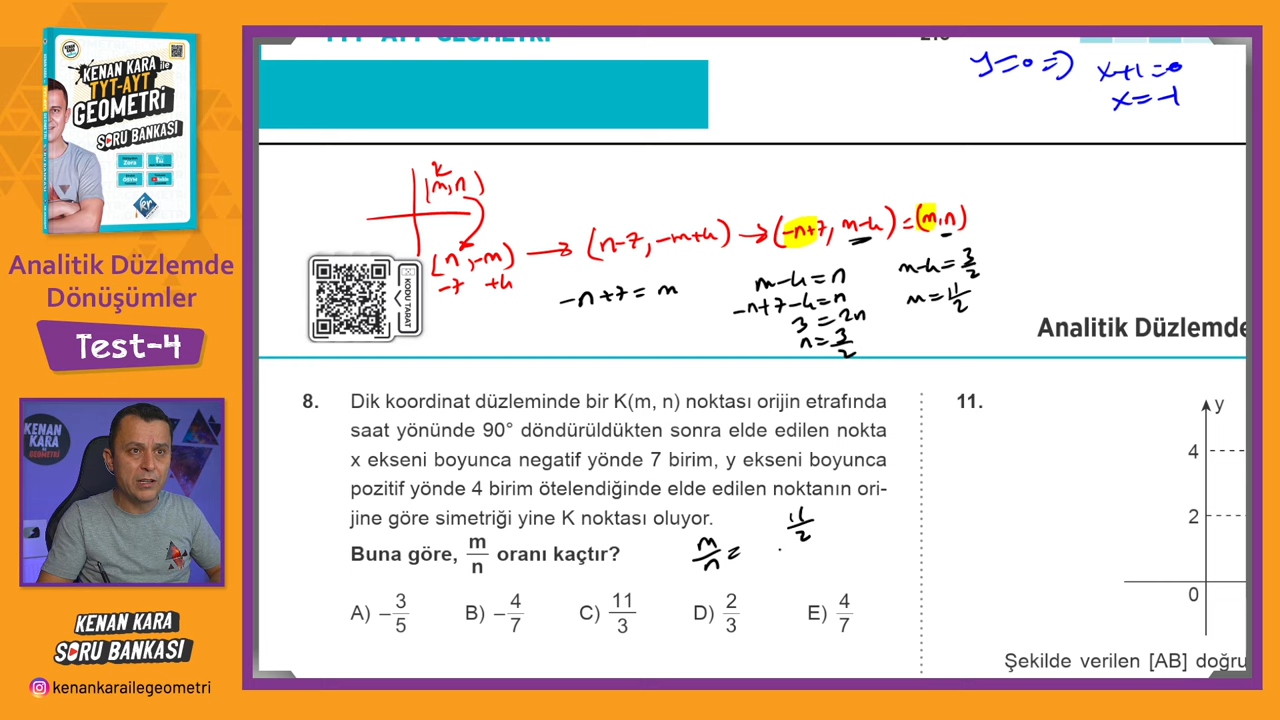 KENAN KARA ile
TYT-AYT
GEOMETRİ
SORU BANKASI
Analitik Düzlemde
Dönüşümler
Test-4
KENAN KARA
SORU BANKASI
kenankarailegeometri
y=0 => x+1=0
x=-1
K
(m,n)
(n, -m) → (n-7, -m+4) → (-n+7, m-4) = (m,n)
-7 +4
-n+7 = m
m-4=n
-n+7-4=n
3=2n
n=3/2
m-4=3/2
m=11/2
KODU TARAT
Analitik Düzlemde
8. Dik koordinat düzleminde bir K(m, n) noktası orijin etrafında
saat yönünde 90° döndürüldükten sonra elde edilen nokta
x ekseni boyunca negatif yönde 7 birim, y ekseni boyunca
pozitif yönde 4 birim ötelendiğinde elde edilen noktanın ori-
jine göre simetriği yine K noktası oluyor.
Buna göre, m/n oranı kaçtır?
m/n = 11/2
A) -3/5 B) -4/7 C) 11/3 D) 2/3 E) 4/7
11.
y
4
2
0
Şekilde verilen [AB] doğru